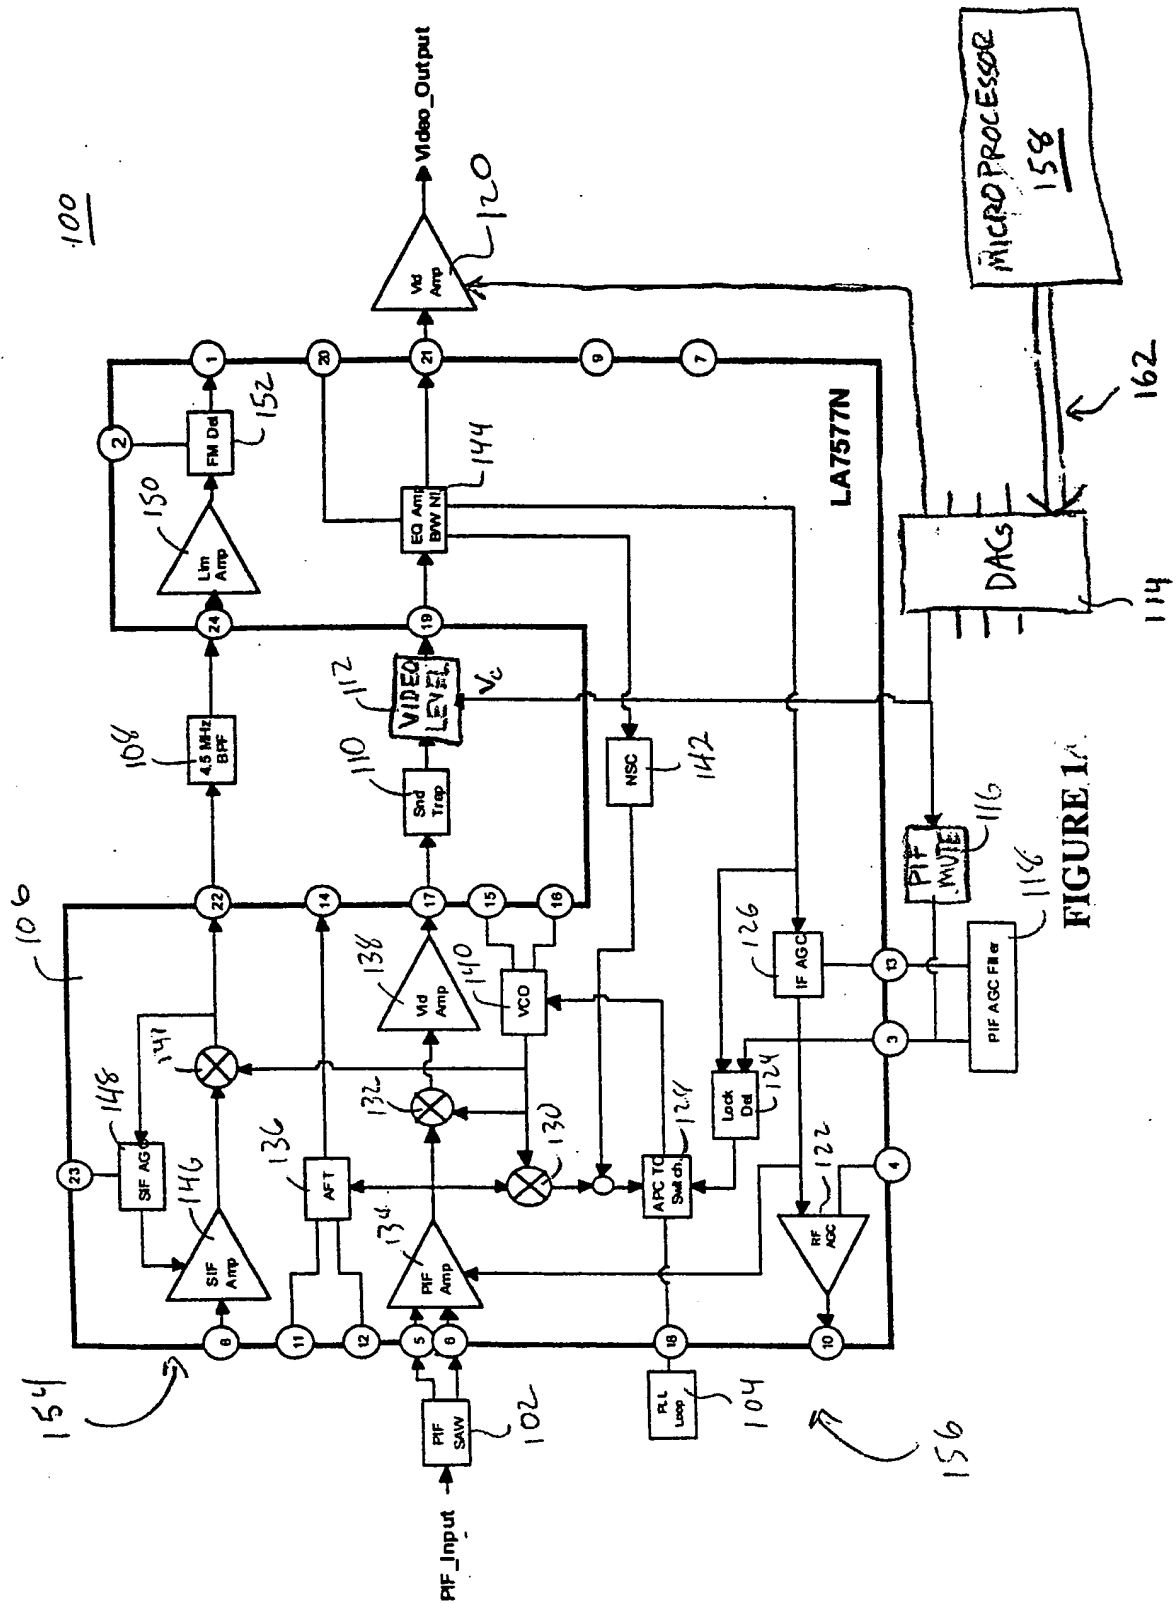 100
106
154
23
SIF AGC
148
147
SIF
Amp
146
8
22
4.5 MHz
BPF
108
24
Lim
Amp
150
2
FM Det
152
1
11
12
AFT
136
14
20
PIF_Input
PIF
SAW
102
5
6
PIF
Amp
134
132
Vid
Amp
138
17
Snd
Trap
110
VIDEO
LEVEL
112
Vc
19
EQ Amp
B/W NI
144
21
Vid
Amp
120
Video_Output
15
16
VCO
140
130
9
7
NSC
142
PLL
Loop
104
18
APC TC
Switch.
128
Lock
Det
124
IF AGC
126
RF
AGC
122
10
4
3
13
LA7577N
156
PIF
MUTE
116
PIF AGC Filter
118
DACs
114
162
MICROPROCESSOR
158
FIGURE 1A